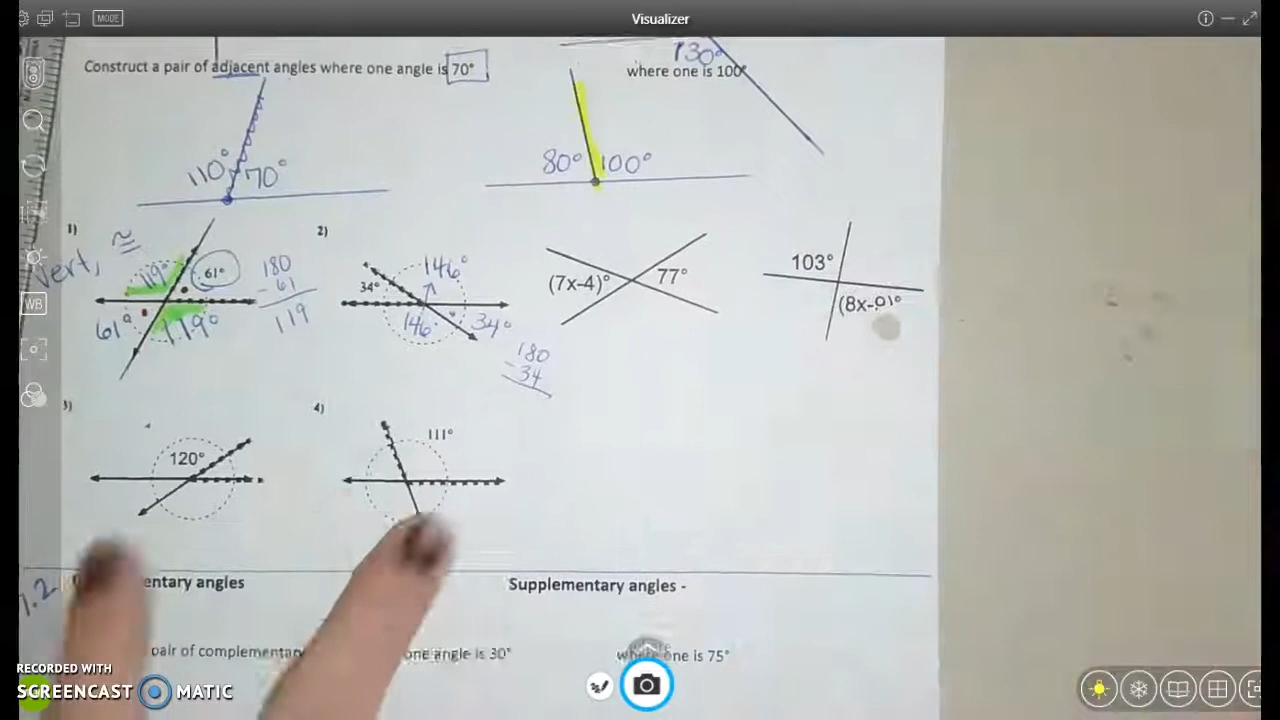 MODE
Visualizer
130°
Construct a pair of adjacent angles where one angle is 70°
where one is 100°
110° 70°
80° 100°
1)
2)
vert, ≅
119°
61°
180
- 61
119
61°
119°
34°
146°
146°
34°
180
- 34
(7x-4)°
77°
103°
3)
120°
4)
111°
1.2
entary angles
Supplementary angles -
pair of complementary
one angle is 30°
where one is 75°
WB
RECORDED WITH
SCREENCAST MATIC